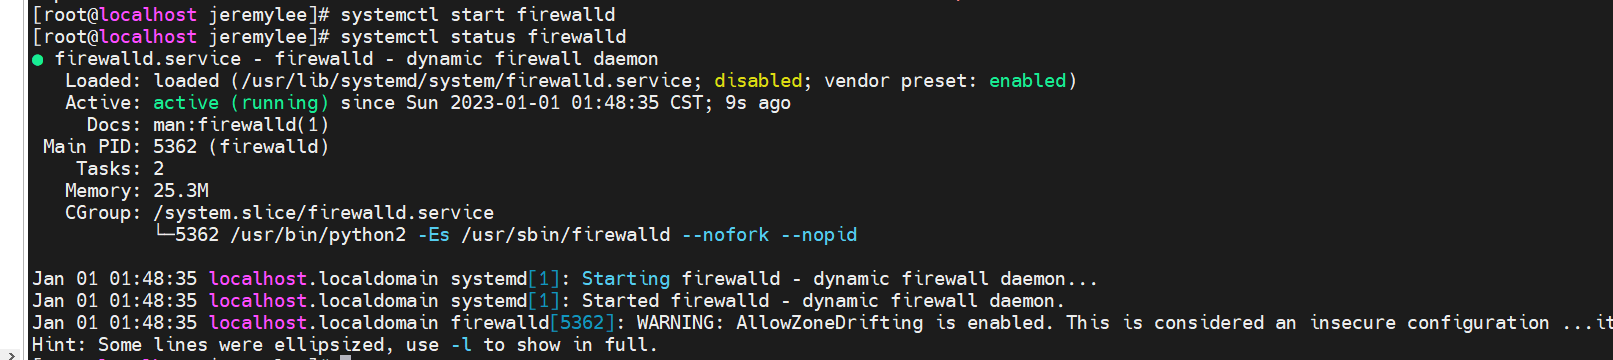 [root@localhost jeremylee]# systemctl start firewalld
[root@localhost jeremylee]# systemctl status firewalld
● firewalld.service - firewalld - dynamic firewall daemon
   Loaded: loaded (/usr/lib/systemd/system/firewalld.service; disabled; vendor preset: enabled)
   Active: active (running) since Sun 2023-01-01 01:48:35 CST; 9s ago
     Docs: man:firewalld(1)
 Main PID: 5362 (firewalld)
    Tasks: 2
   Memory: 25.3M
   CGroup: /system.slice/firewalld.service
           └─5362 /usr/bin/python2 -Es /usr/sbin/firewalld --nofork --nopid

Jan 01 01:48:35 localhost.localdomain systemd[1]: Starting firewalld - dynamic firewall daemon...
Jan 01 01:48:35 localhost.localdomain systemd[1]: Started firewalld - dynamic firewall daemon.
Jan 01 01:48:35 localhost.localdomain firewalld[5362]: WARNING: AllowZoneDrifting is enabled. This is considered an insecure configuration ...it
Hint: Some lines were ellipsized, use -l to show in full.